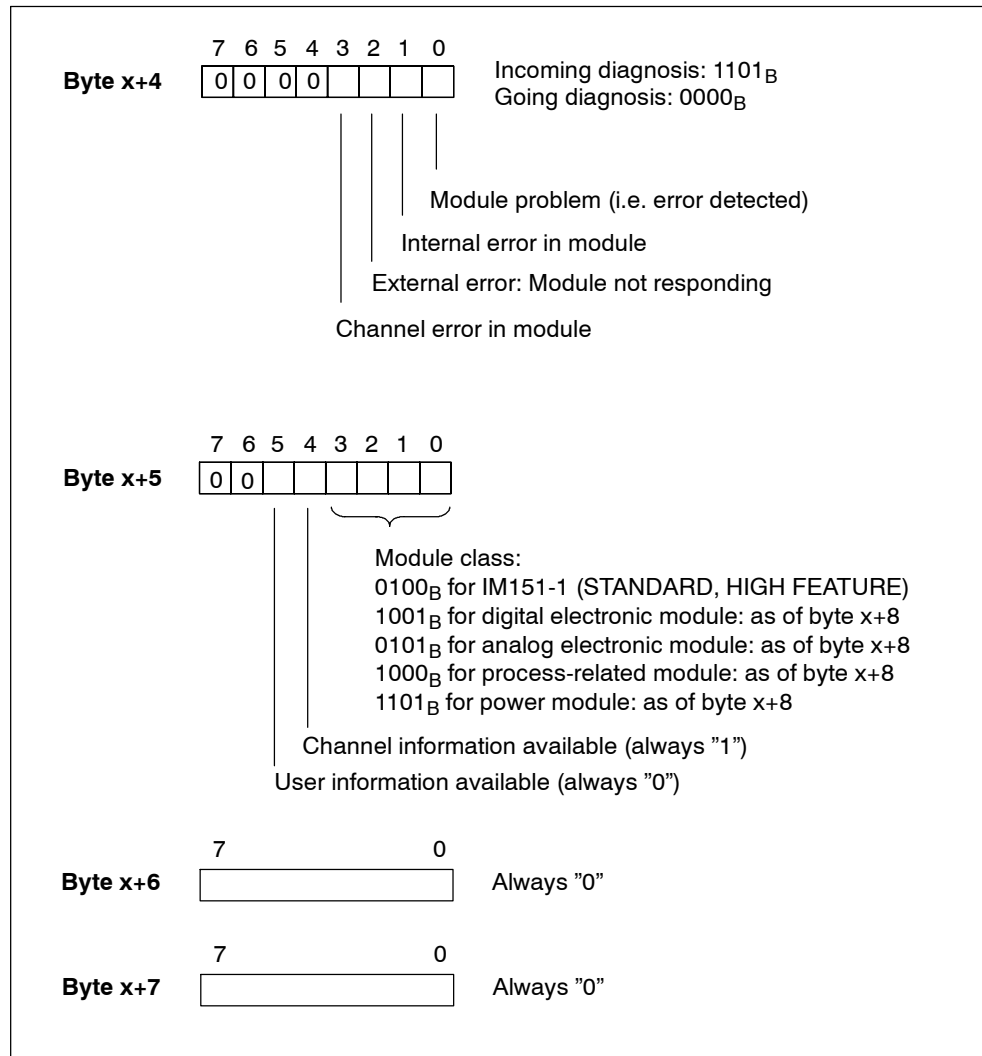 7 6 5 4 3 2 1 0
Byte x+4 0 0 0 0 Incoming diagnosis: 1101B
Going diagnosis: 0000B
Module problem (i.e. error detected)
Internal error in module
External error: Module not responding
Channel error in module
7 6 5 4 3 2 1 0
Byte x+5 0 0
Module class:
0100B for IM151-1 (STANDARD, HIGH FEATURE)
1001B for digital electronic module: as of byte x+8
0101B for analog electronic module: as of byte x+8
1000B for process-related module: as of byte x+8
1101B for power module: as of byte x+8
Channel information available (always ”1”)
User information available (always ”0”)
7 0
Byte x+6 Always ”0”
7 0
Byte x+7 Always ”0”